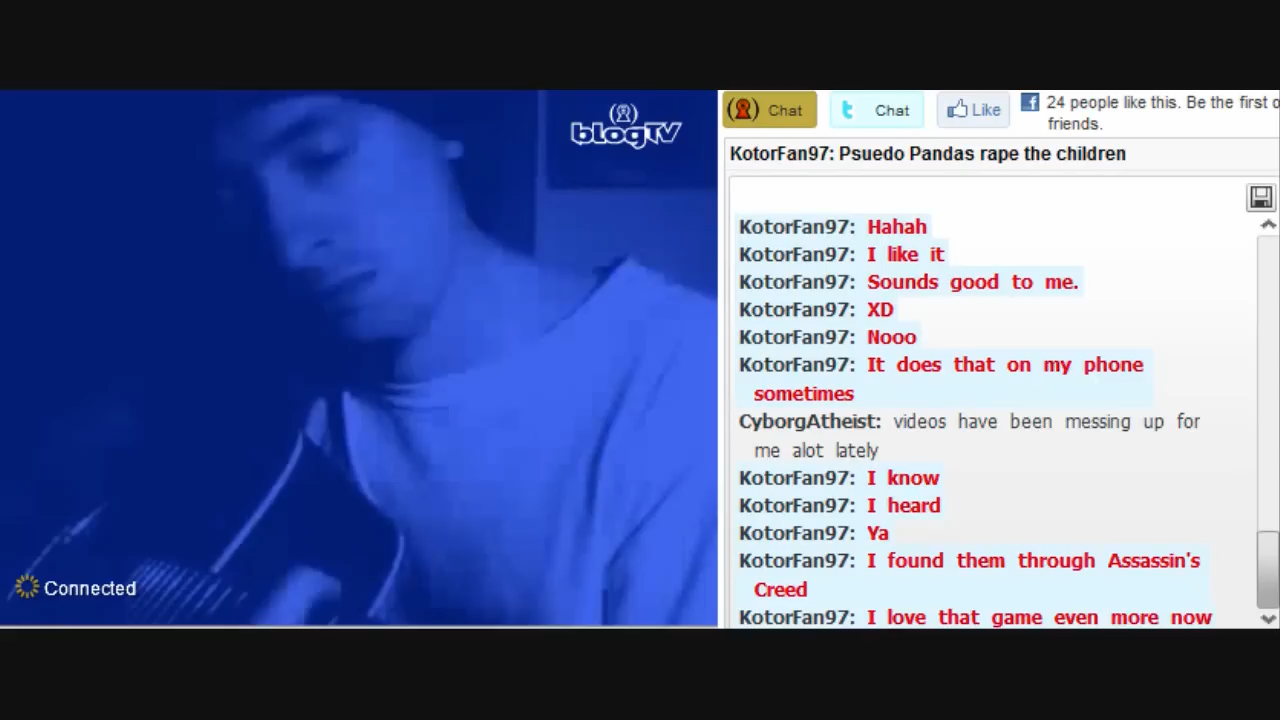 blogTV
Connected
Chat
Chat
Like
24 people like this. Be the first o
friends.
KotorFan97: Psuedo Pandas rape the children
KotorFan97: Hahah
KotorFan97: I like it
KotorFan97: Sounds good to me.
KotorFan97: XD
KotorFan97: Nooo
KotorFan97: It does that on my phone
sometimes
CyborgAtheist: videos have been messing up for
me alot lately
KotorFan97: I know
KotorFan97: I heard
KotorFan97: Ya
KotorFan97: I found them through Assassin's
Creed
KotorFan97: I love that game even more now